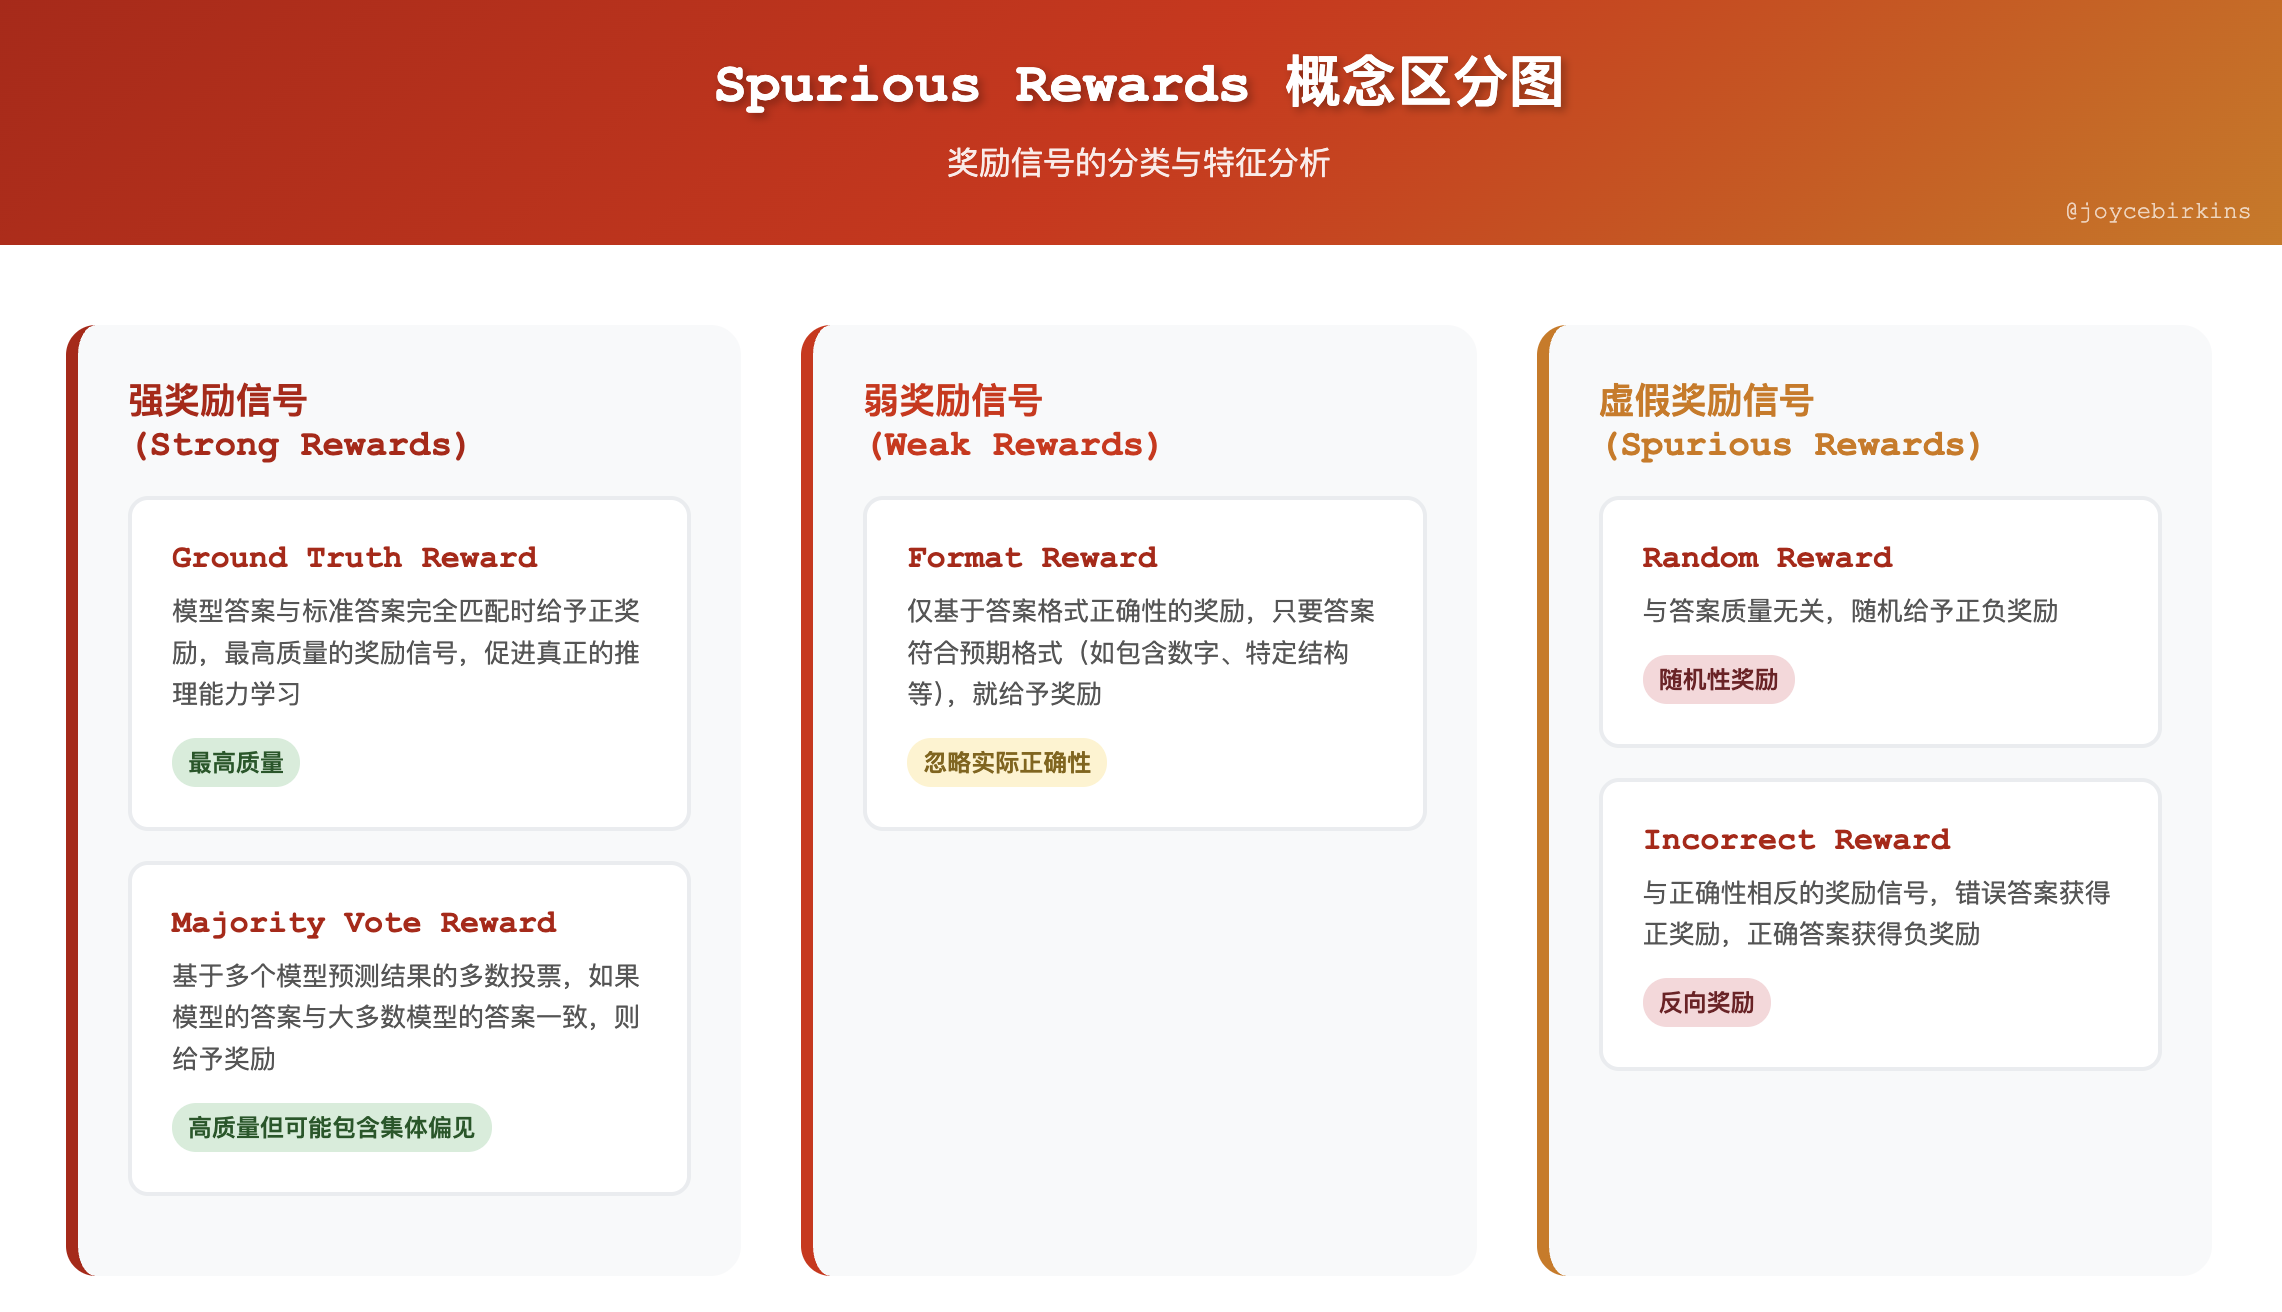 Spurious Rewards 概念区分图
奖励信号的分类与特征分析
@joycebirkins
强奖励信号
(Strong Rewards)
Ground Truth Reward
模型答案与标准答案完全匹配时给予正奖
励，最高质量的奖励信号，促进真正的推
理能力学习
最高质量
Majority Vote Reward
基于多个模型预测结果的多数投票，如果
模型的答案与大多数模型的答案一致，则
给予奖励
高质量但可能包含集体偏见
弱奖励信号
(Weak Rewards)
Format Reward
仅基于答案格式正确性的奖励，只要答案
符合预期格式（如包含数字、特定结构
等），就给予奖励
忽略实际正确性
虚假奖励信号
(Spurious Rewards)
Random Reward
与答案质量无关，随机给予正负奖励
随机性奖励
Incorrect Reward
与正确性相反的奖励信号，错误答案获得
正奖励，正确答案获得负奖励
反向奖励